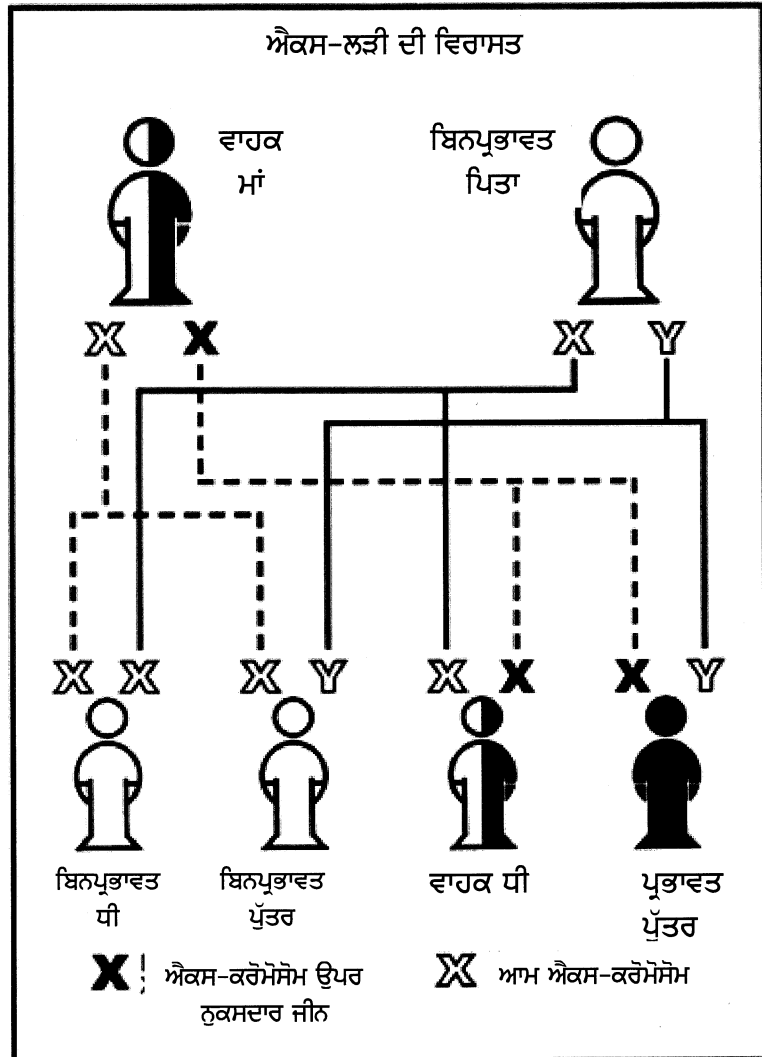 ਐਕਸ-ਲੜੀ ਦੀ ਵਿਰਾਸਤ
ਵਾਹਕ
ਮਾਂ
ਬਿਨਪ੍ਰਭਾਵਤ
ਪਿਤਾ
X X X Y
X X X Y X X X Y
ਬਿਨਪ੍ਰਭਾਵਤ
ਧੀ
ਬਿਨਪ੍ਰਭਾਵਤ
ਪੁੱਤਰ
ਵਾਹਕ ਧੀ
ਪ੍ਰਭਾਵਤ
ਪੁੱਤਰ
X ਐਕਸ-ਕਰੋਮੋਸੋਮ ਉਪਰ
ਨੁਕਸਦਾਰ ਜੀਨ
X ਆਮ ਐਕਸ-ਕਰੋਮੋਸੋਮ